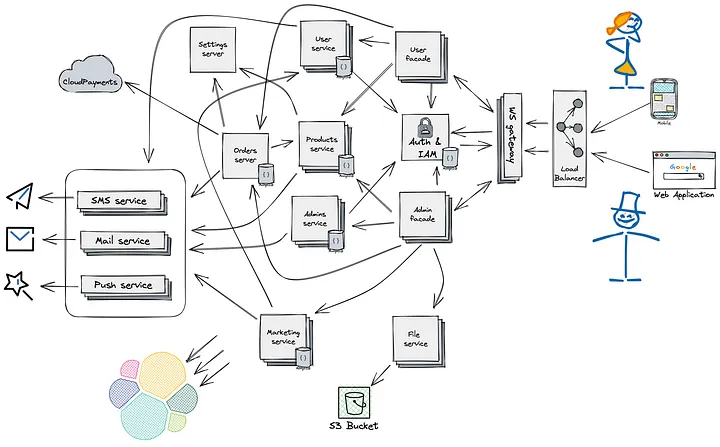 User
service
Settings
server
User
facade
CloudPayments
WS gateway
Mobile
Orders
server
Products
service
Auth &
IAM
Load
Balancer
Google
Web Application
SMS service
Mail service
Push service
Admins
service
Admin
facade
Marketing
service
File
service
S3 Bucket